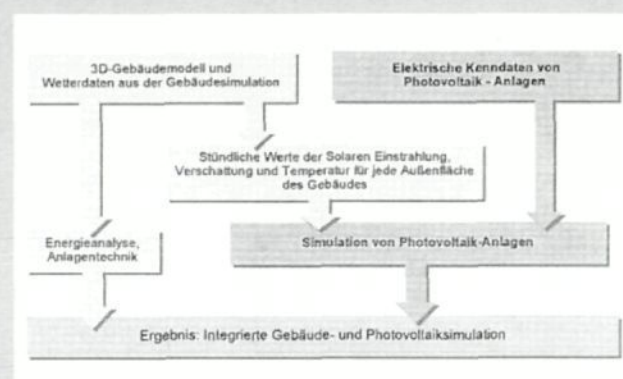 3D-Gebäudemodell und
Wetterdaten aus der Gebäudesimulation
Elektrische Kenndaten von
Photovoltaik - Anlagen
Stündliche Werte der Solaren Einstrahlung,
Verschattung und Temperatur für jede Außenfläche
des Gebäudes
Energieanalyse,
Anlagentechnik
Simulation von Photovoltaik-Anlagen
Ergebnis: Integrierte Gebäude- und Photovoltaiksimulation